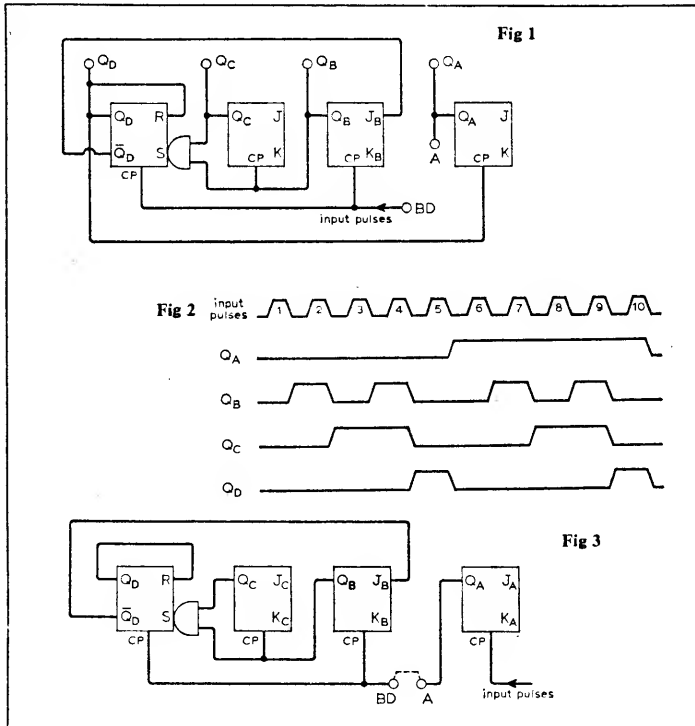 Fig 1
Q_D Q_C Q_B Q_A
Q_D R Q_C J Q_B J_B Q_A J
Q̅_D S K K_B A K
CP CP CP CP
input pulses BD
Fig 2
input pulses 1 2 3 4 5 6 7 8 9 10
Q_A
Q_B
Q_C
Q_D
Fig 3
Q_D R Q_C J_C Q_B J_B Q_A J_A
Q̅_D S K_C K_B K_A
CP CP CP CP
BD A input pulses